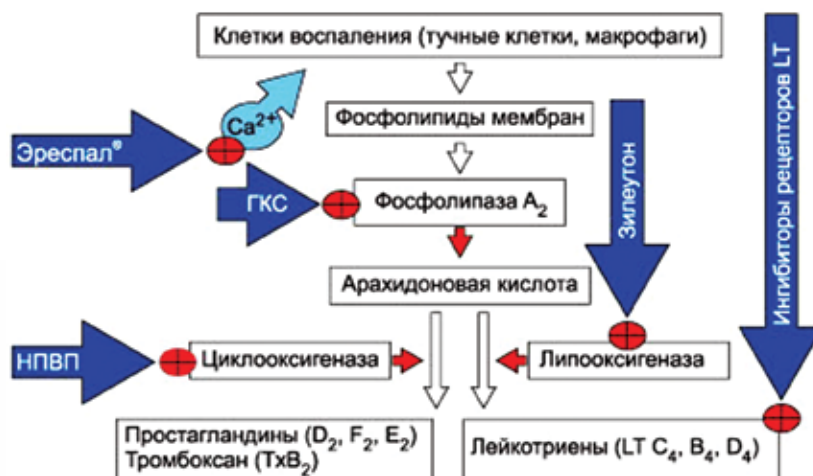 Клетки воспаления (тучные клетки, макрофаги)
Ca²⁺
Фосфолипиды мембран
Эреспал®
ГКС
Фосфолипаза A₂
Зилеутон
Ингибиторы рецепторов LT
Арахидоновая кислота
НПВП
Циклооксигеназа
Липооксигеназа
Простагландины (D₂, F₂, E₂)
Тромбоксан (TxB₂)
Лейкотриены (LT C₄, B₄, D₄)